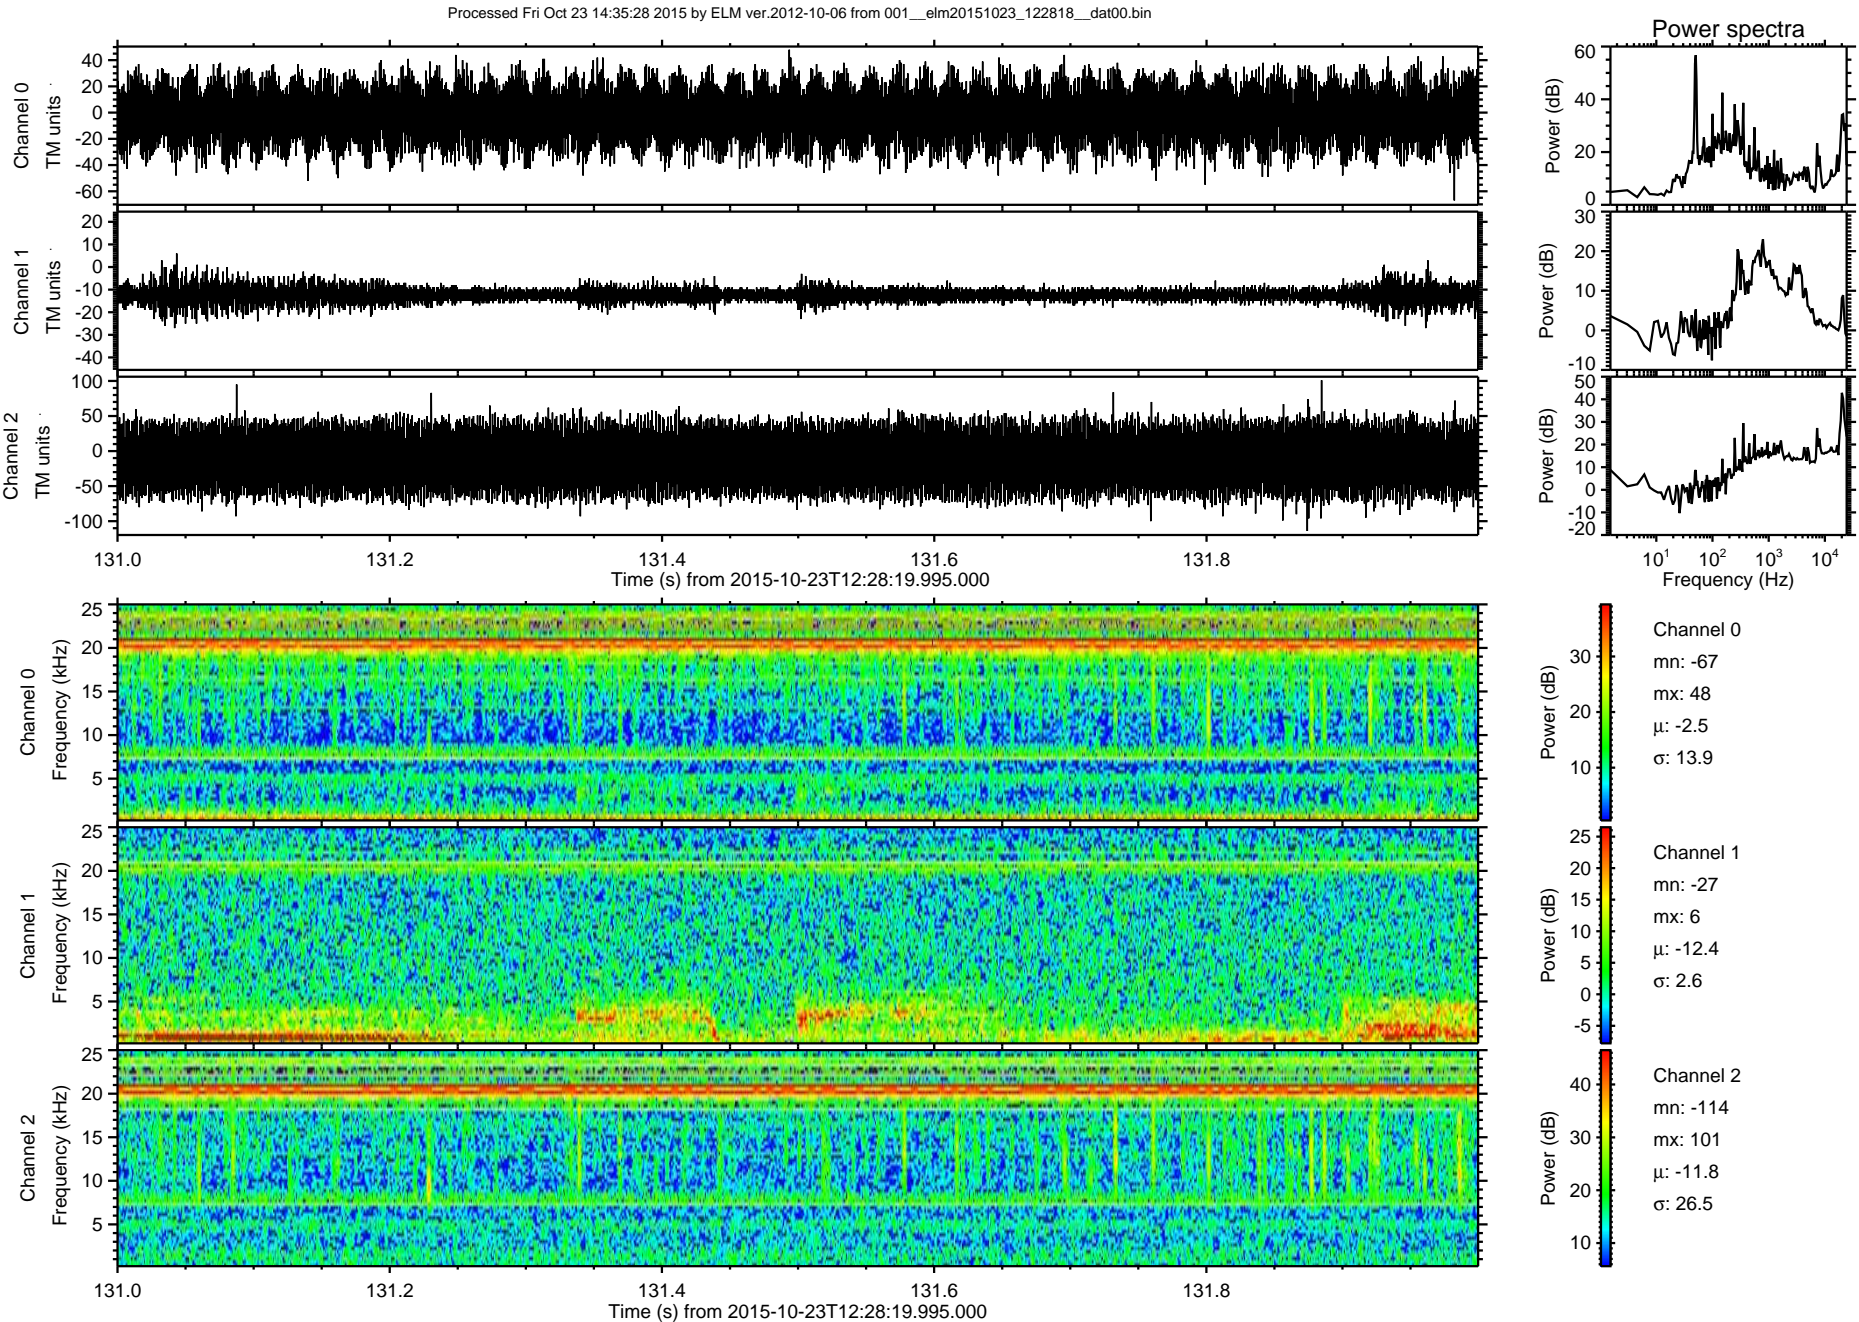 Processed Fri Oct 23 14:35:28 2015 by ELM ver.2012-10-06 from 001__elm20151023_122818__dat00.bin
Power spectra
Channel 0
TM units
40
20
0
-20
-40
-60
Power (dB)
60
40
20
0
Channel 1
TM units
20
10
0
-10
-20
-30
-40
Power (dB)
30
20
10
0
-10
Channel 2
TM units
100
50
0
-50
-100
Power (dB)
50
40
30
20
10
0
-10
-20
131.0 131.2 131.4 131.6 131.8
Time (s) from 2015-10-23T12:28:19.995.000
10^1 10^2 10^3 10^4
Frequency (Hz)
Channel 0
Frequency (kHz)
25
20
15
10
5
Power (dB)
30
20
10
Channel 0
mn: -67
mx: 48
μ: -2.5
σ: 13.9
Channel 1
Frequency (kHz)
25
20
15
10
5
Power (dB)
25
20
15
10
5
0
-5
Channel 1
mn: -27
mx: 6
μ: -12.4
σ: 2.6
Channel 2
Frequency (kHz)
25
20
15
10
5
Power (dB)
40
30
20
10
Channel 2
mn: -114
mx: 101
μ: -11.8
σ: 26.5
131.0 131.2 131.4 131.6 131.8
Time (s) from 2015-10-23T12:28:19.995.000